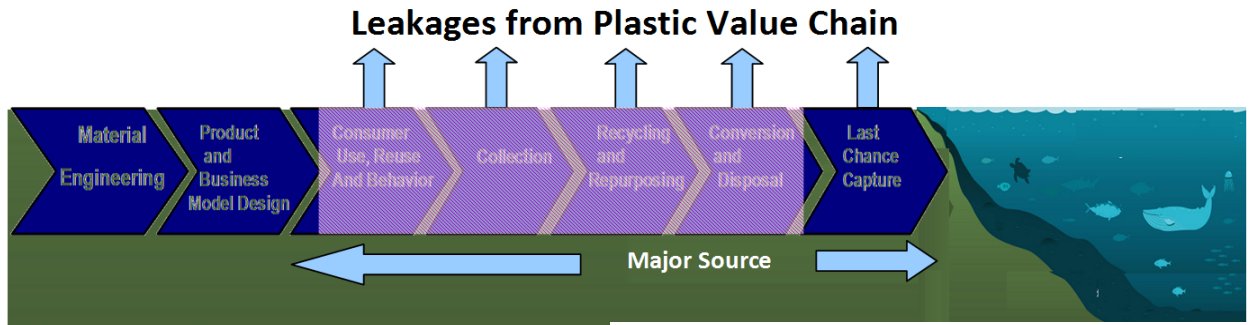 Leakages from Plastic Value Chain
Material
Engineering
Product
and
Business
Model Design
Consumer
Use, Reuse
And Behavior
Collection
Recycling
and
Repurposing
Conversion
and
Disposal
Last
Chance
Capture
Major Source